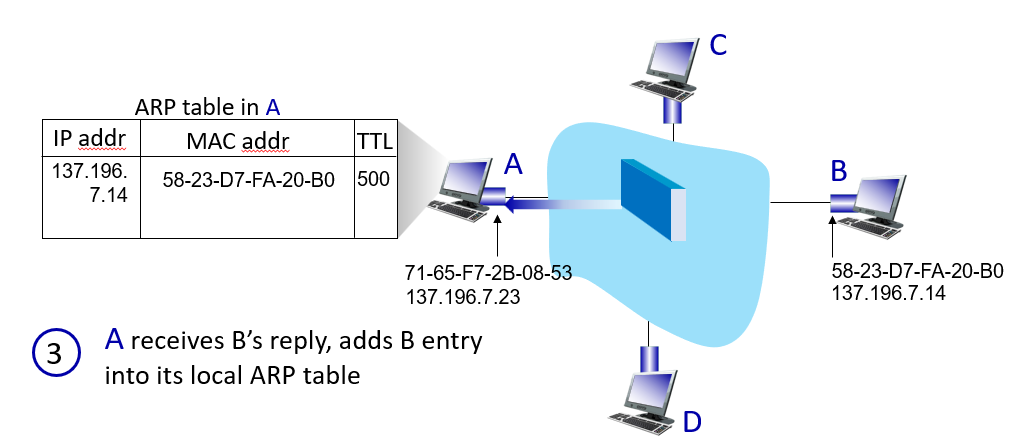 C
ARP table in A
IP addr MAC addr TTL
137.196.
7.14 58-23-D7-FA-20-B0 500
A
B
71-65-F7-2B-08-53
137.196.7.23
58-23-D7-FA-20-B0
137.196.7.14
3
A receives B’s reply, adds B entry
into its local ARP table
D